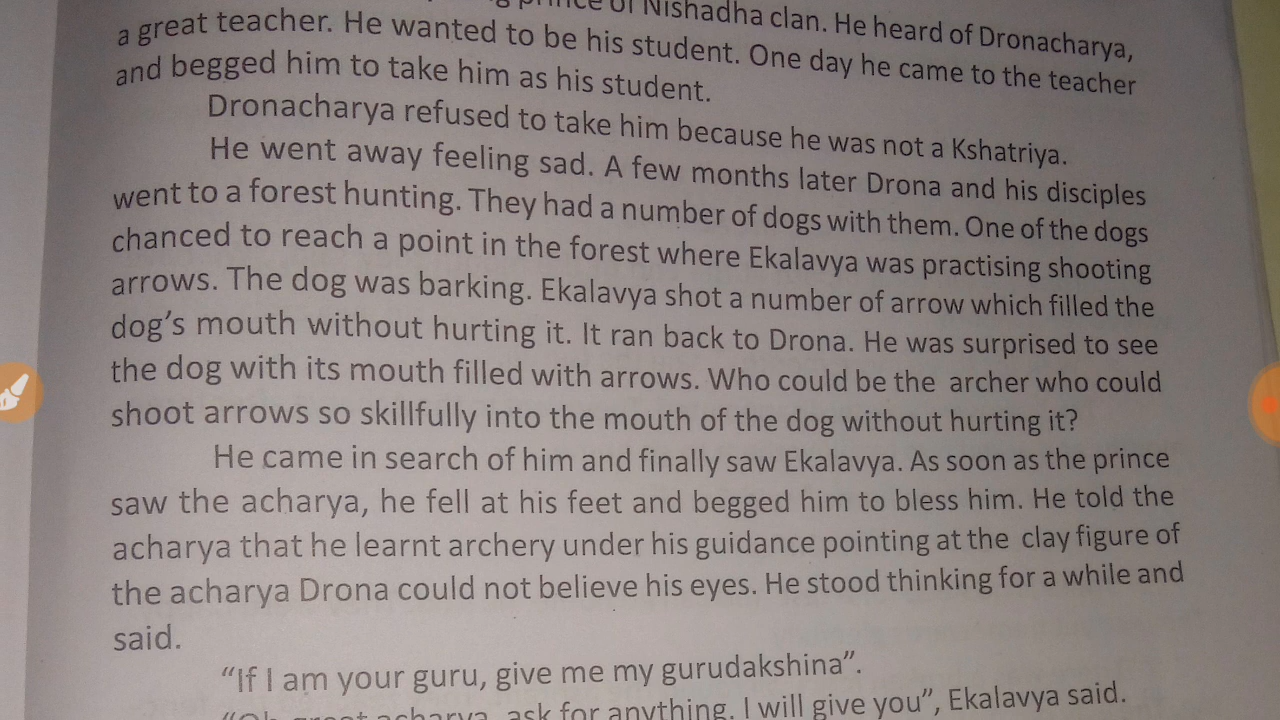 prince of Nishadha clan. He heard of Dronacharya,
a great teacher. He wanted to be his student. One day he came to the teacher
and begged him to take him as his student.
Dronacharya refused to take him because he was not a Kshatriya.
He went away feeling sad. A few months later Drona and his disciples
went to a forest hunting. They had a number of dogs with them. One of the dogs
chanced to reach a point in the forest where Ekalavya was practising shooting
arrows. The dog was barking. Ekalavya shot a number of arrow which filled the
dog's mouth without hurting it. It ran back to Drona. He was surprised to see
the dog with its mouth filled with arrows. Who could be the archer who could
shoot arrows so skillfully into the mouth of the dog without hurting it?
He came in search of him and finally saw Ekalavya. As soon as the prince
saw the acharya, he fell at his feet and begged him to bless him. He told the
acharya that he learnt archery under his guidance pointing at the clay figure of
the acharya Drona could not believe his eyes. He stood thinking for a while and
said.
"If I am your guru, give me my gurudakshina".
great acharya, ask for anything. I will give you", Ekalavya said.